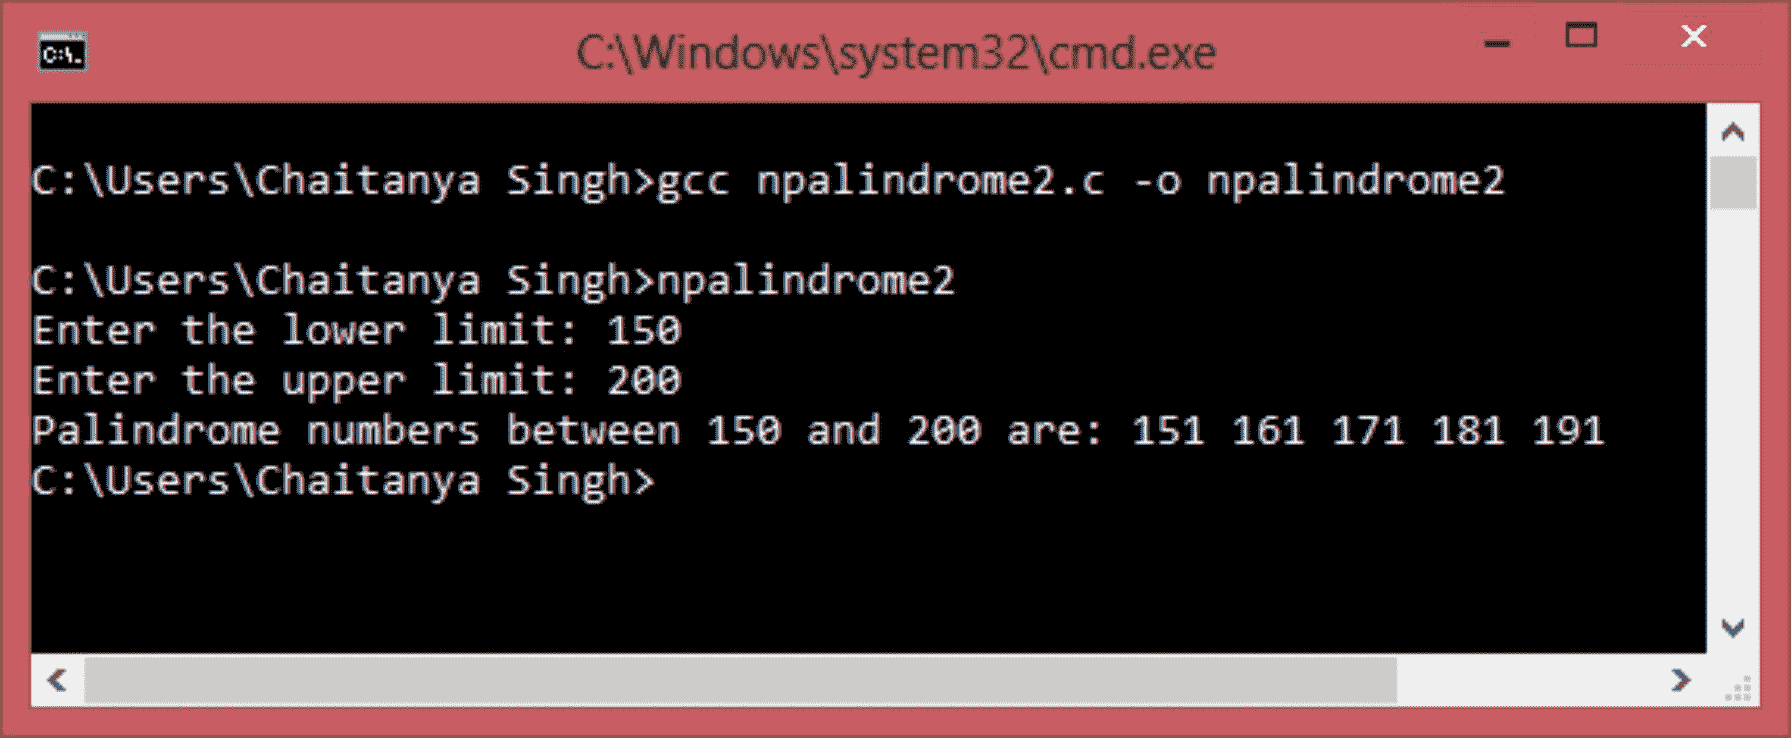 C:\Windows\system32\cmd.exe
C:\.
C:\Users\Chaitanya Singh>gcc npalindrome2.c -o npalindrome2
C:\Users\Chaitanya Singh>npalindrome2
Enter the lower limit: 150
Enter the upper limit: 200
Palindrome numbers between 150 and 200 are: 151 161 171 181 191
C:\Users\Chaitanya Singh>